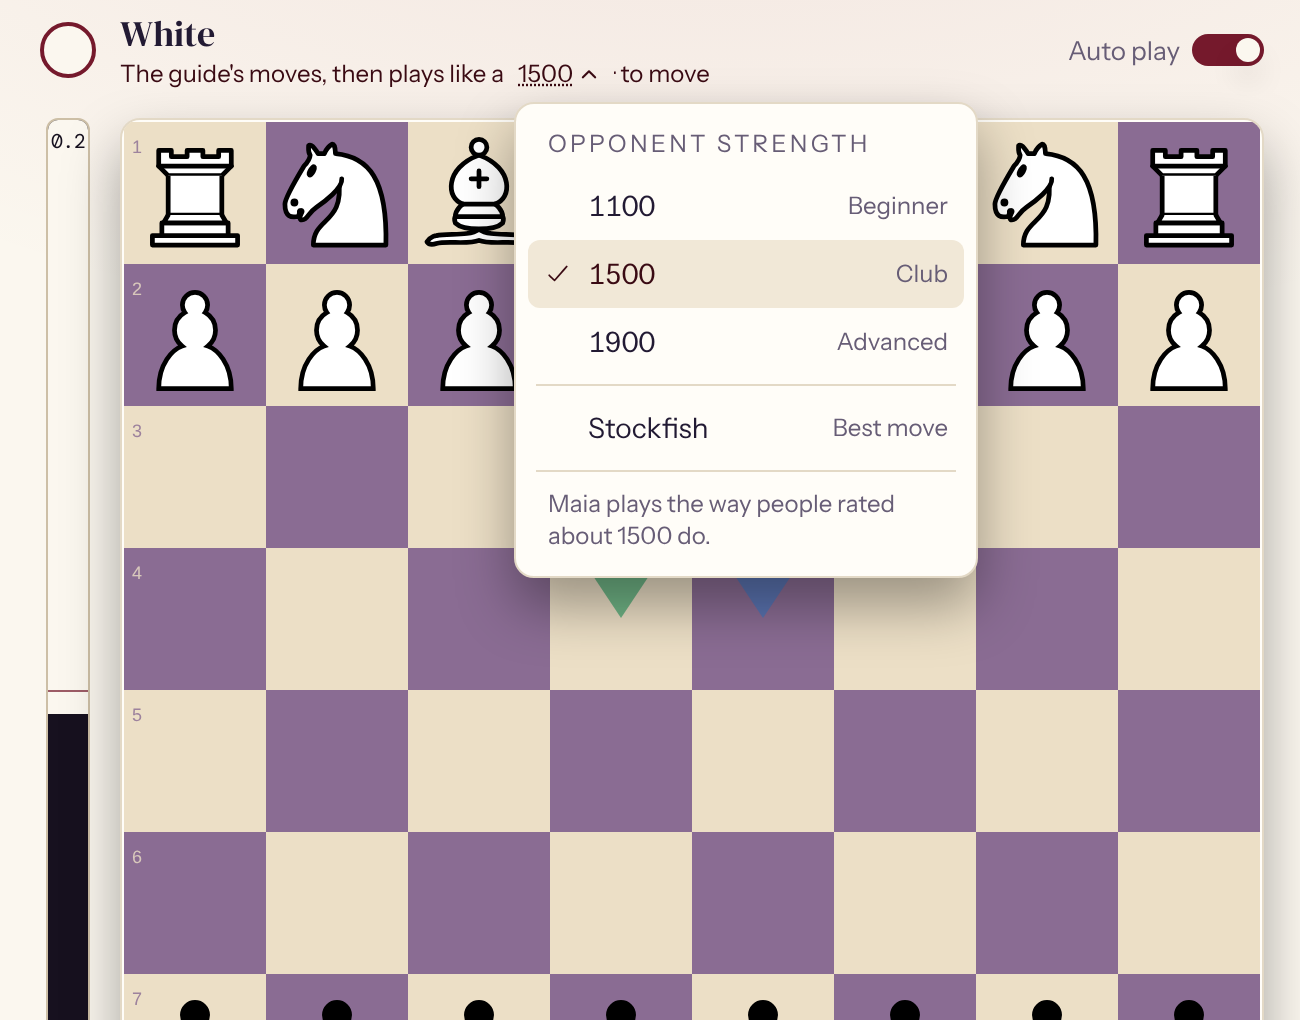 White
The guide's moves, then plays like a 1500 · to move
Auto play
0.2
OPPONENT STRENGTH
1100 Beginner
1500 Club
1900 Advanced
Stockfish Best move
Maia plays the way people rated
about 1500 do.
1
2
3
4
5
6
7